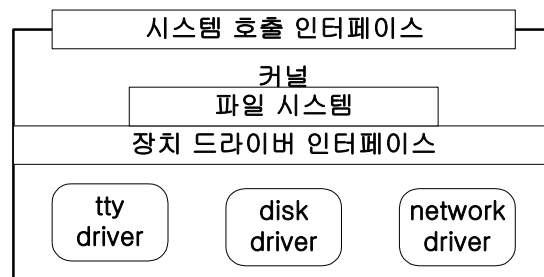 시스템 호출 인터페이스
커널
파일 시스템
장치 드라이버 인터페이스
tty
driver
disk
driver
network
driver